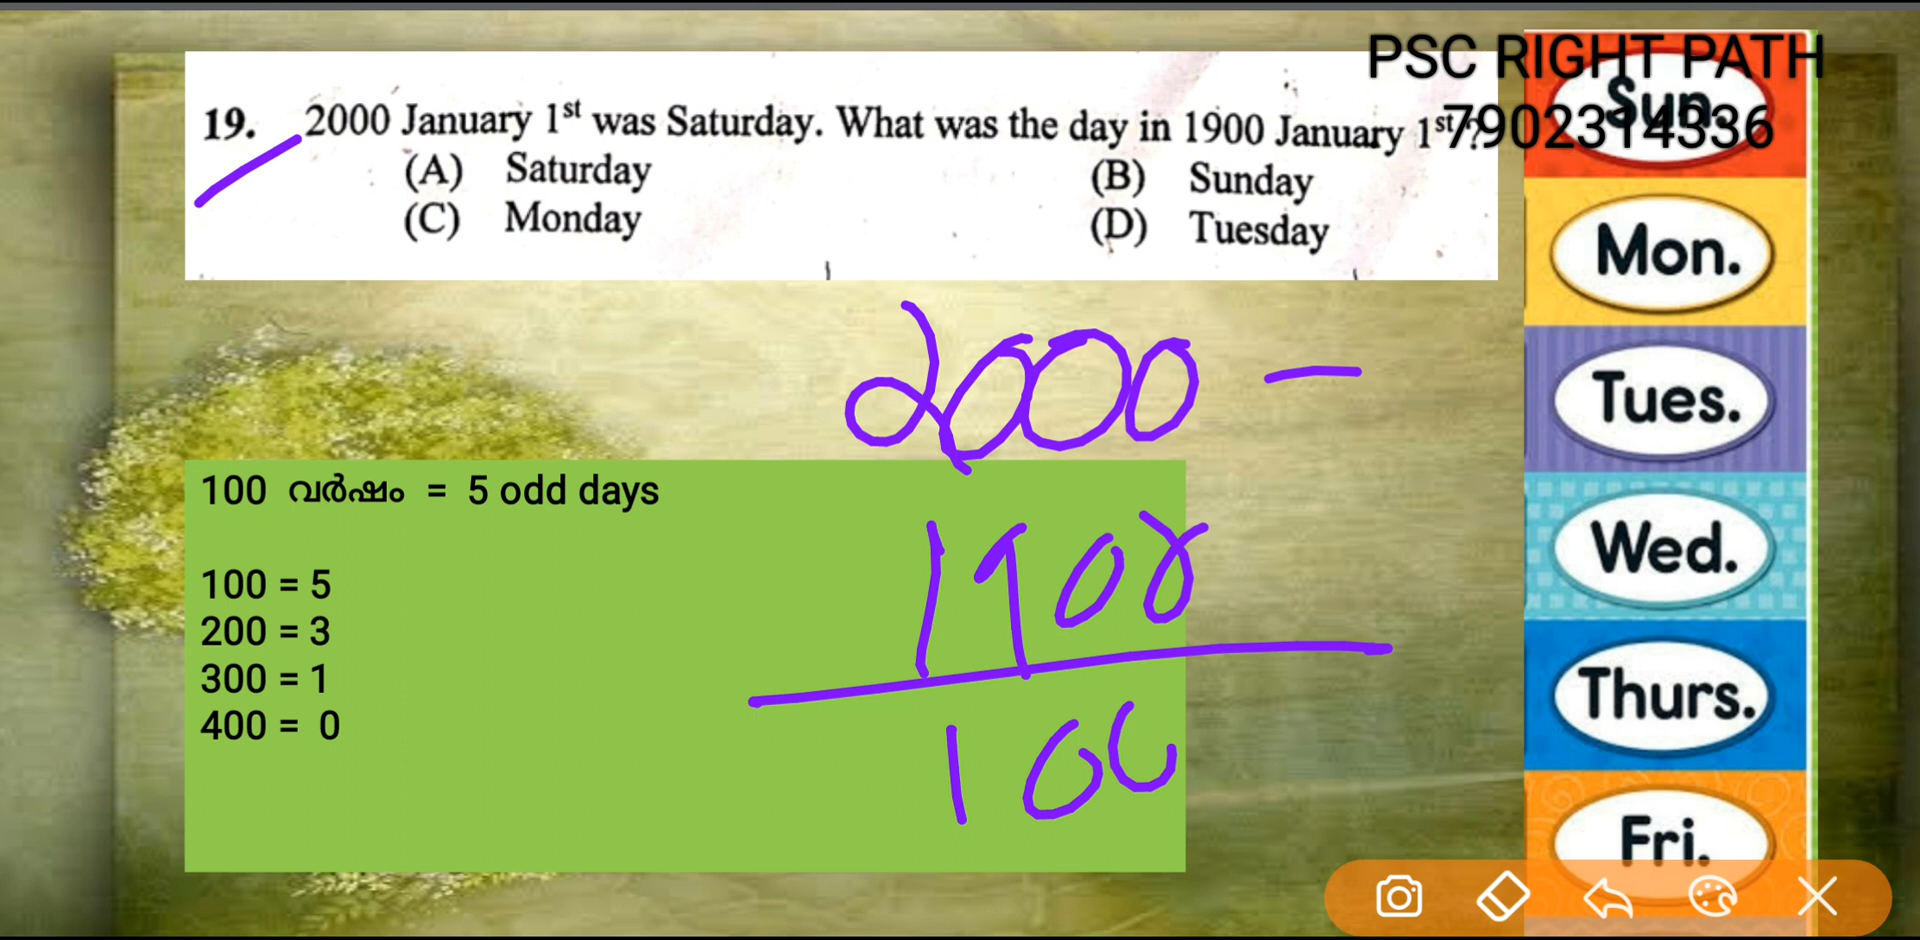 PSC RIGHT PATH
7902314336
19. 2000 January 1st was Saturday. What was the day in 1900 January 1st?
(A) Saturday
(B) Sunday
(C) Monday
(D) Tuesday
2000 —
1900
100
100 വർഷം = 5 odd days
100 = 5
200 = 3
300 = 1
400 = 0
Sun.
Mon.
Tues.
Wed.
Thurs.
Fri.